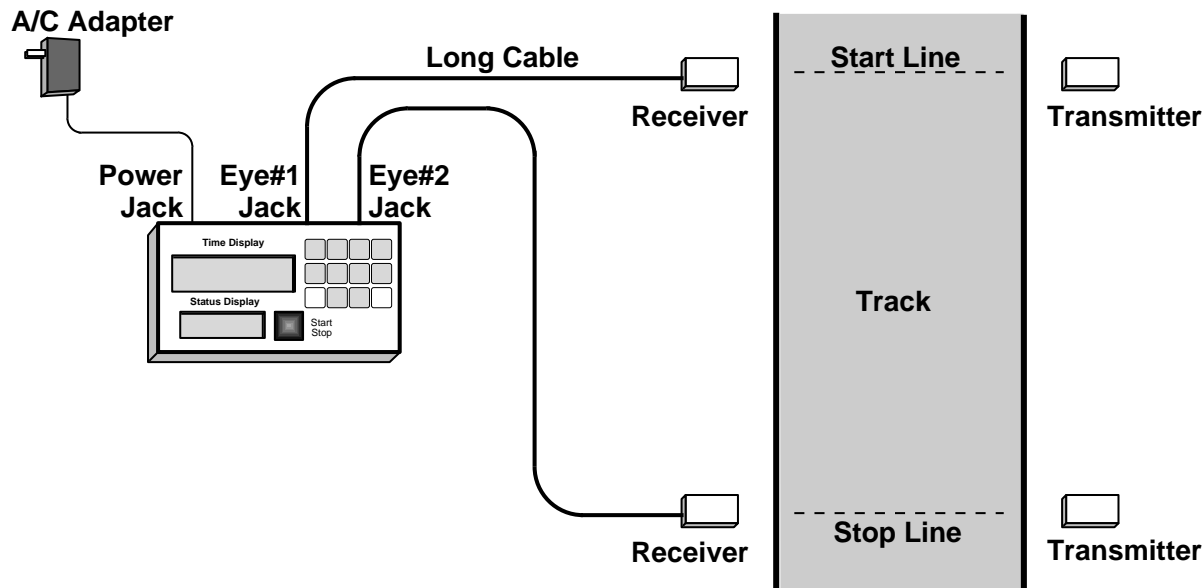 A/C Adapter
Long Cable
Start Line
Receiver
Transmitter
Power
Jack
Eye#1
Jack
Eye#2
Jack
Time Display
Status Display
Start
Stop
Track
Stop Line
Receiver
Transmitter